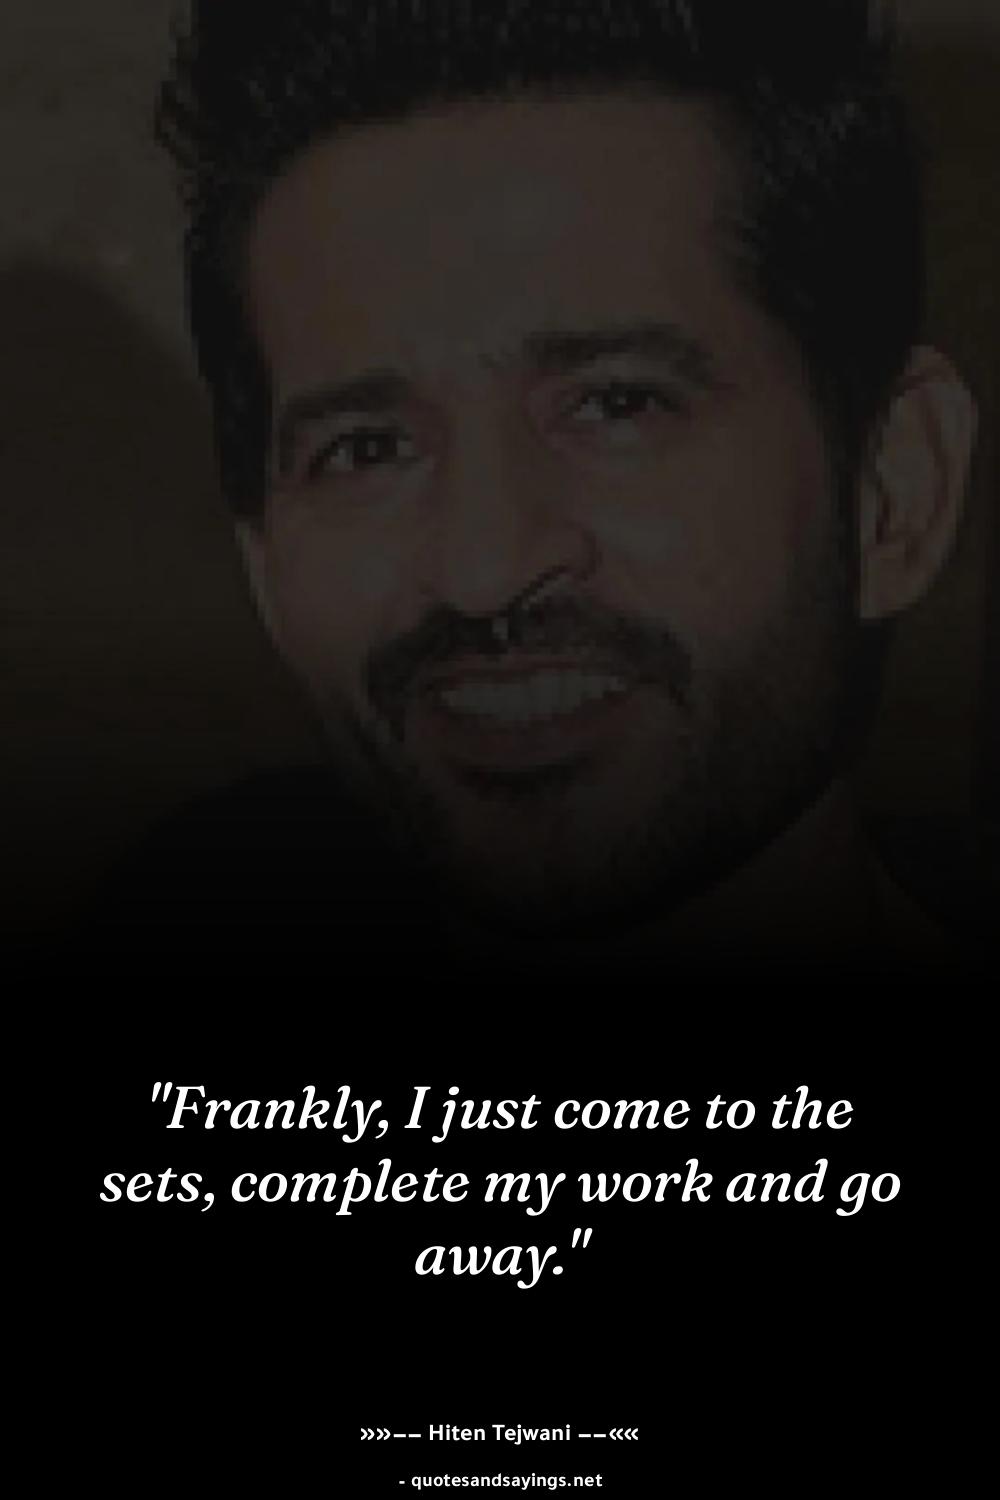 "Frankly, I just come to the
sets, complete my work and go
away."
»»−− Hiten Tejwani −−««
- quotesandsayings.net